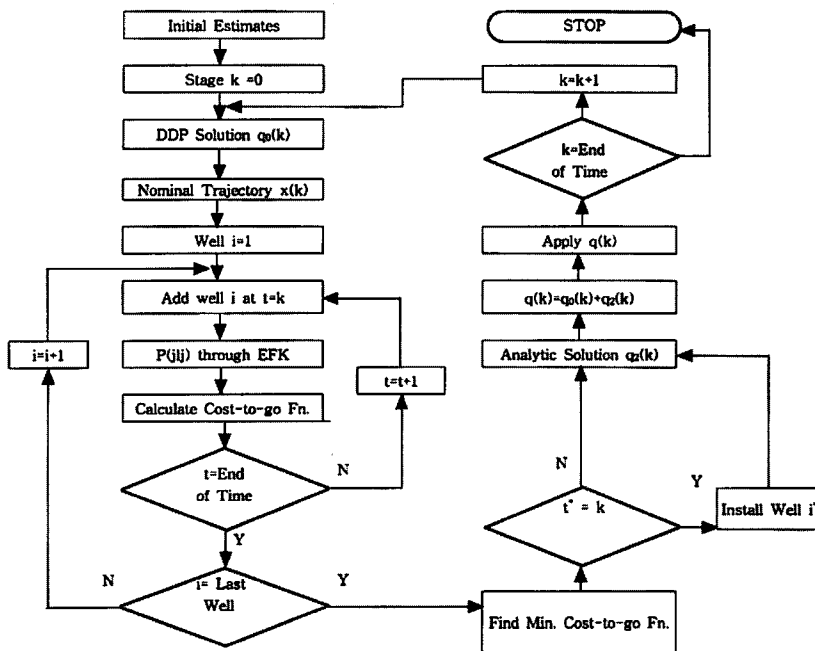 Initial Estimates
Stage k =0
DDP Solution q₀(k)
Nominal Trajectory x(k)
Well i=1
Add well i at t=k
P(j|j) through EFK
Calculate Cost-to-go Fn.
t=End
of Time
N
Y
t=t+1
i= Last
Well
N
Y
i=i+1
Find Min. Cost-to-go Fn.
t* = k
N
Y
Install Well i*
Analytic Solution q₂(k)
q(k)=q₀(k)+q₂(k)
Apply q(k)
k=End
of Time
k=k+1
STOP